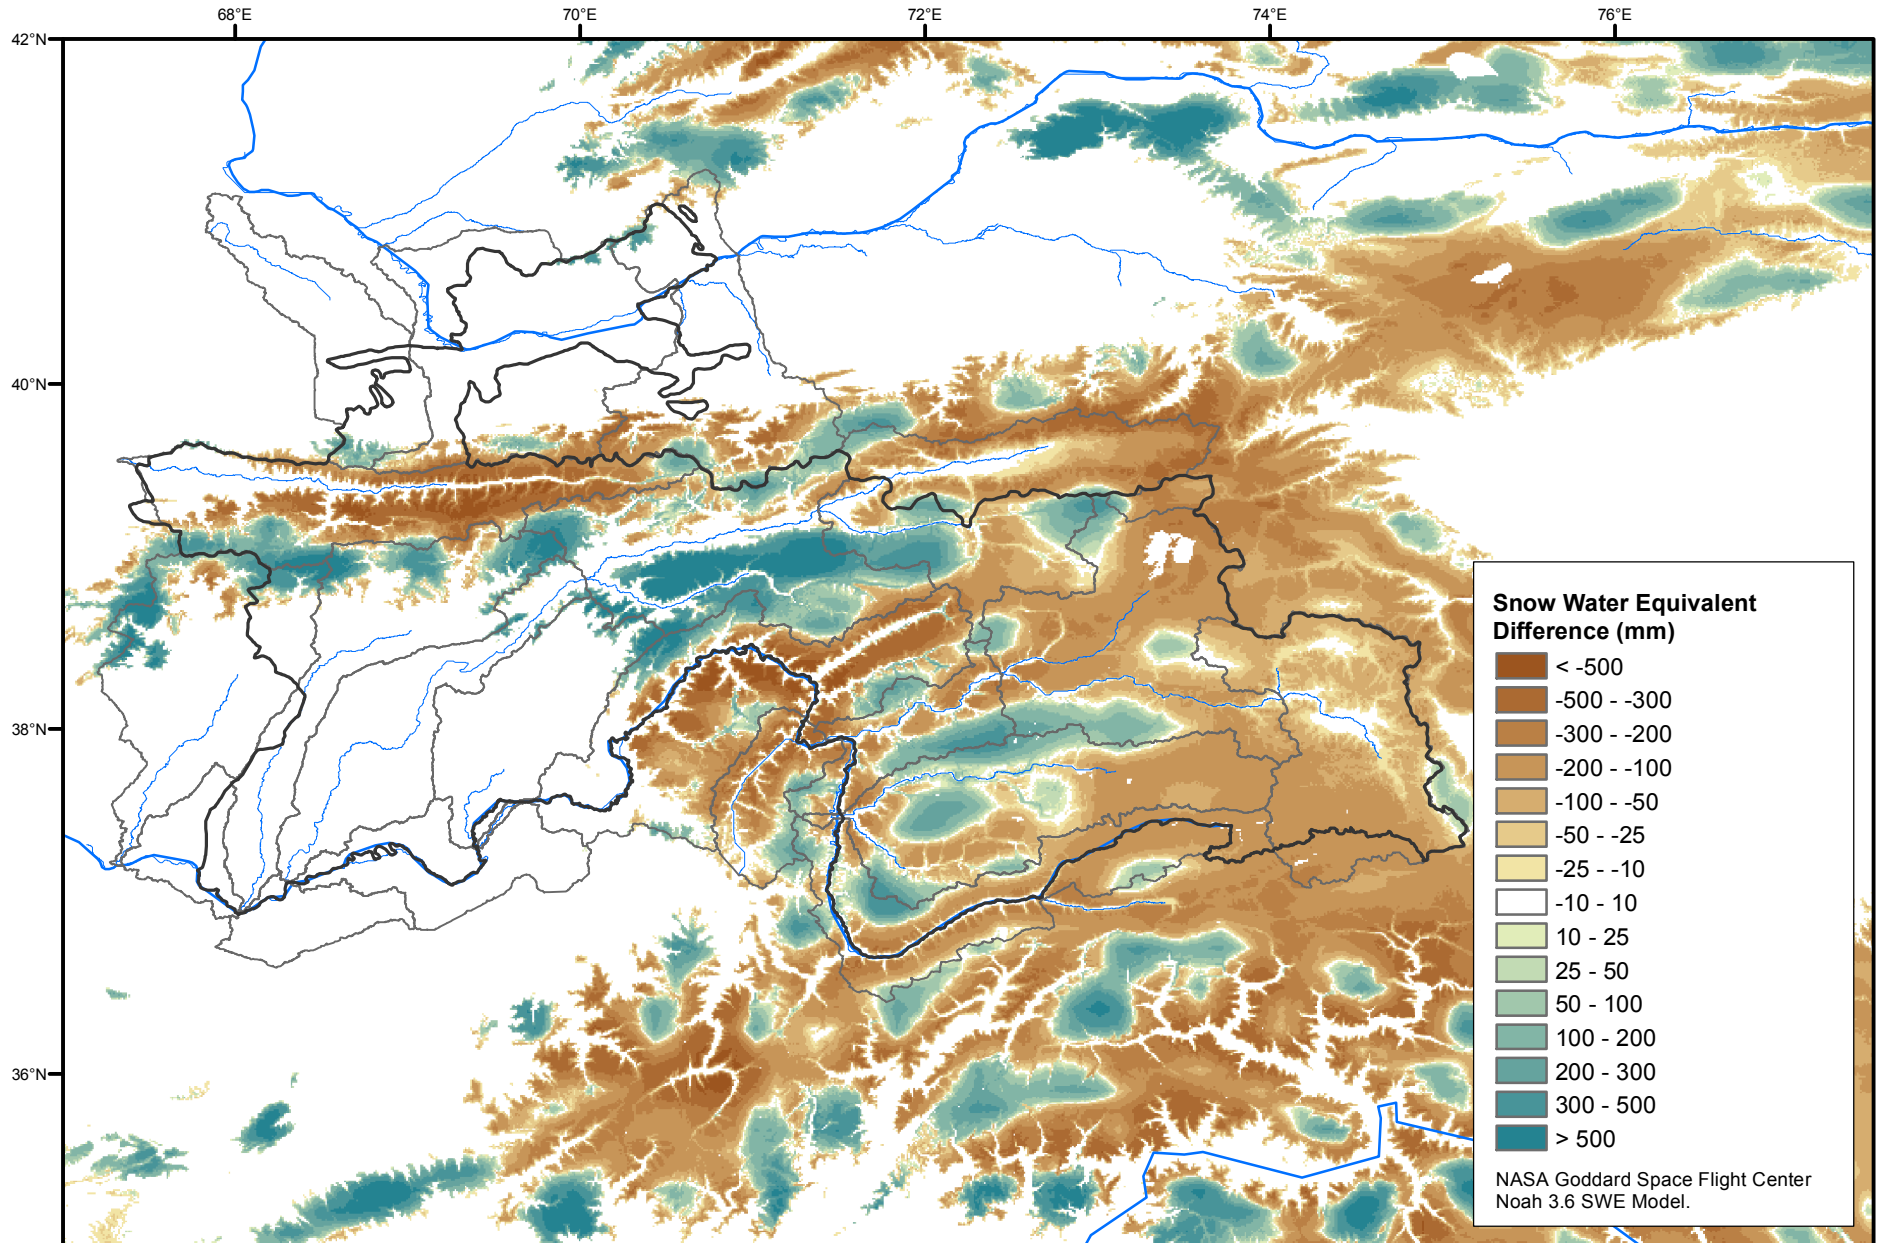 68°E
70°E
72°E
74°E
76°E
42°N
40°N
38°N
36°N
Snow Water Equivalent
Difference (mm)
< -500
-500 - -300
-300 - -200
-200 - -100
-100 - -50
-50 - -25
-25 - -10
-10 - 10
10 - 25
25 - 50
50 - 100
100 - 200
200 - 300
300 - 500
> 500
NASA Goddard Space Flight Center
Noah 3.6 SWE Model.